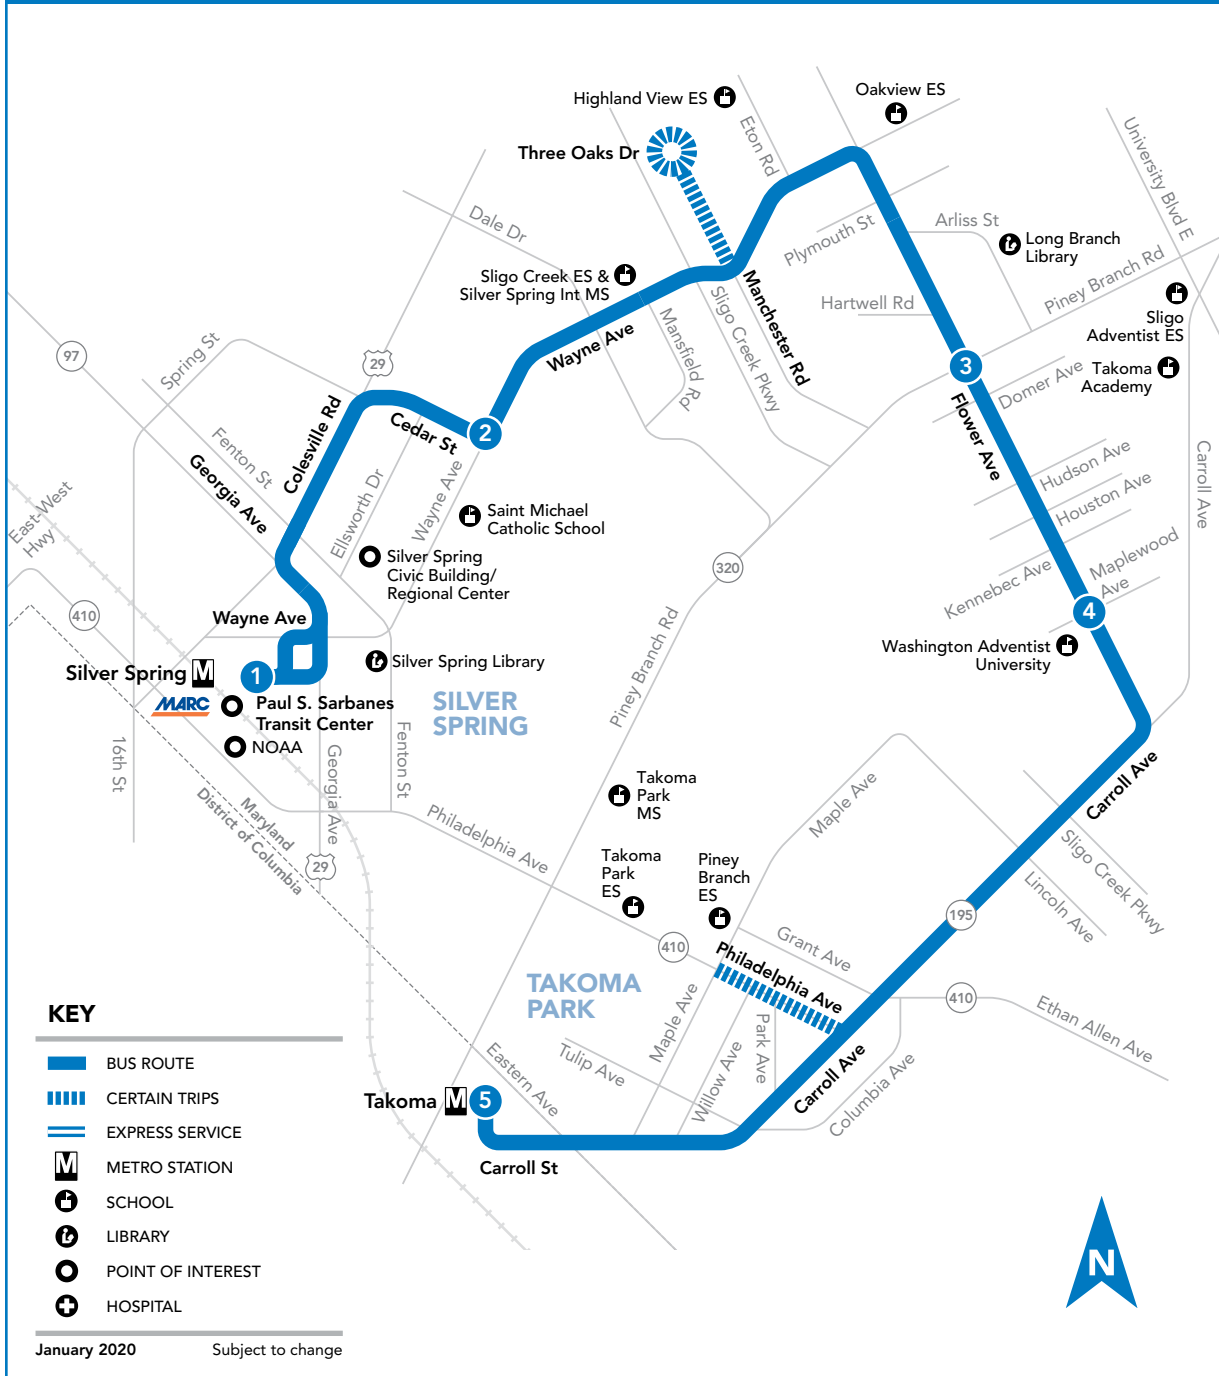 Highland View ES
Oakview ES
Eton Rd
University Blvd E
Three Oaks Dr
Dale Dr
Plymouth St
Arliss St
Long Branch
Library
Piney Branch Rd
Sligo Creek ES &
Silver Spring Int MS
Manchester Rd
Sligo Creek Pkwy
Hartwell Rd
Sligo
Adventist ES
Mansfield
Rd
Wayne Ave
Spring St
97
29
3
Takoma
Academy
Domer Ave
Colesville Rd
Cedar St
2
Flower Ave
Fenton St
Georgia Ave
Ellsworth Dr
Wayne Ave
Hudson Ave
Carroll Ave
East-West
Hwy
Saint Michael
Catholic School
Houston Ave
Silver Spring
Civic Building/
Regional Center
320
Kennebec Ave
Maplewood
Ave
410
Wayne Ave
4
Washington Adventist
University
Silver Spring
M
1
Silver Spring Library
Piney Branch Rd
MARC
Paul S. Sarbanes
Transit Center
SILVER
SPRING
NOAA
16th St
Georgia Ave
Fenton St
Carroll Ave
Takoma
Park
MS
Maple Ave
Maryland
District of Columbia
Philadelphia Ave
29
Takoma
Park
ES
Piney
Branch
ES
Sligo Creek Pkwy
Lincoln Ave
195
410
Grant Ave
Philadelphia Ave
TAKOMA
PARK
410
Ethan Allen Ave
Maple Ave
Park Ave
Willow Ave
Tulip Ave
Eastern Ave
Carroll Ave
Columbia Ave
Takoma
M
5
Carroll St
KEY
BUS ROUTE
CERTAIN TRIPS
EXPRESS SERVICE
M
METRO STATION
SCHOOL
LIBRARY
POINT OF INTEREST
HOSPITAL
January 2020
Subject to change
N